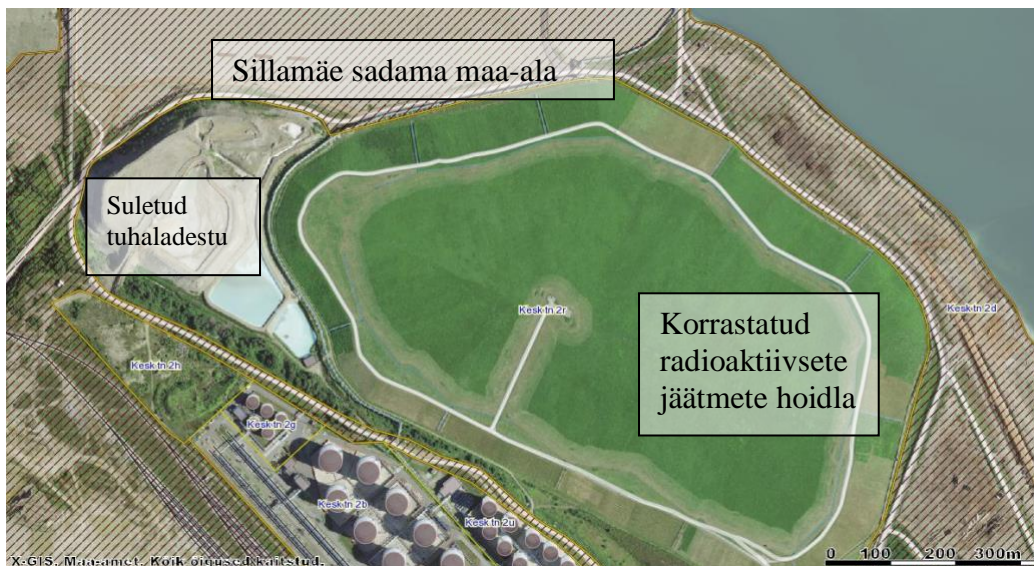 Sillamäe sadama maa-ala
Suletud
tuhaladestu
Kesk tn 2r
Kesk tn 2d
Korrastatud
radioaktiivsete
jäätmete hoidla
Kesk tn 2h
Kesk tn 2g
Kesk tn 2b
Kesk tn 2u
X-GIS. Maa-amet. Kõik õigused kaitstud.
0 100 200 300m